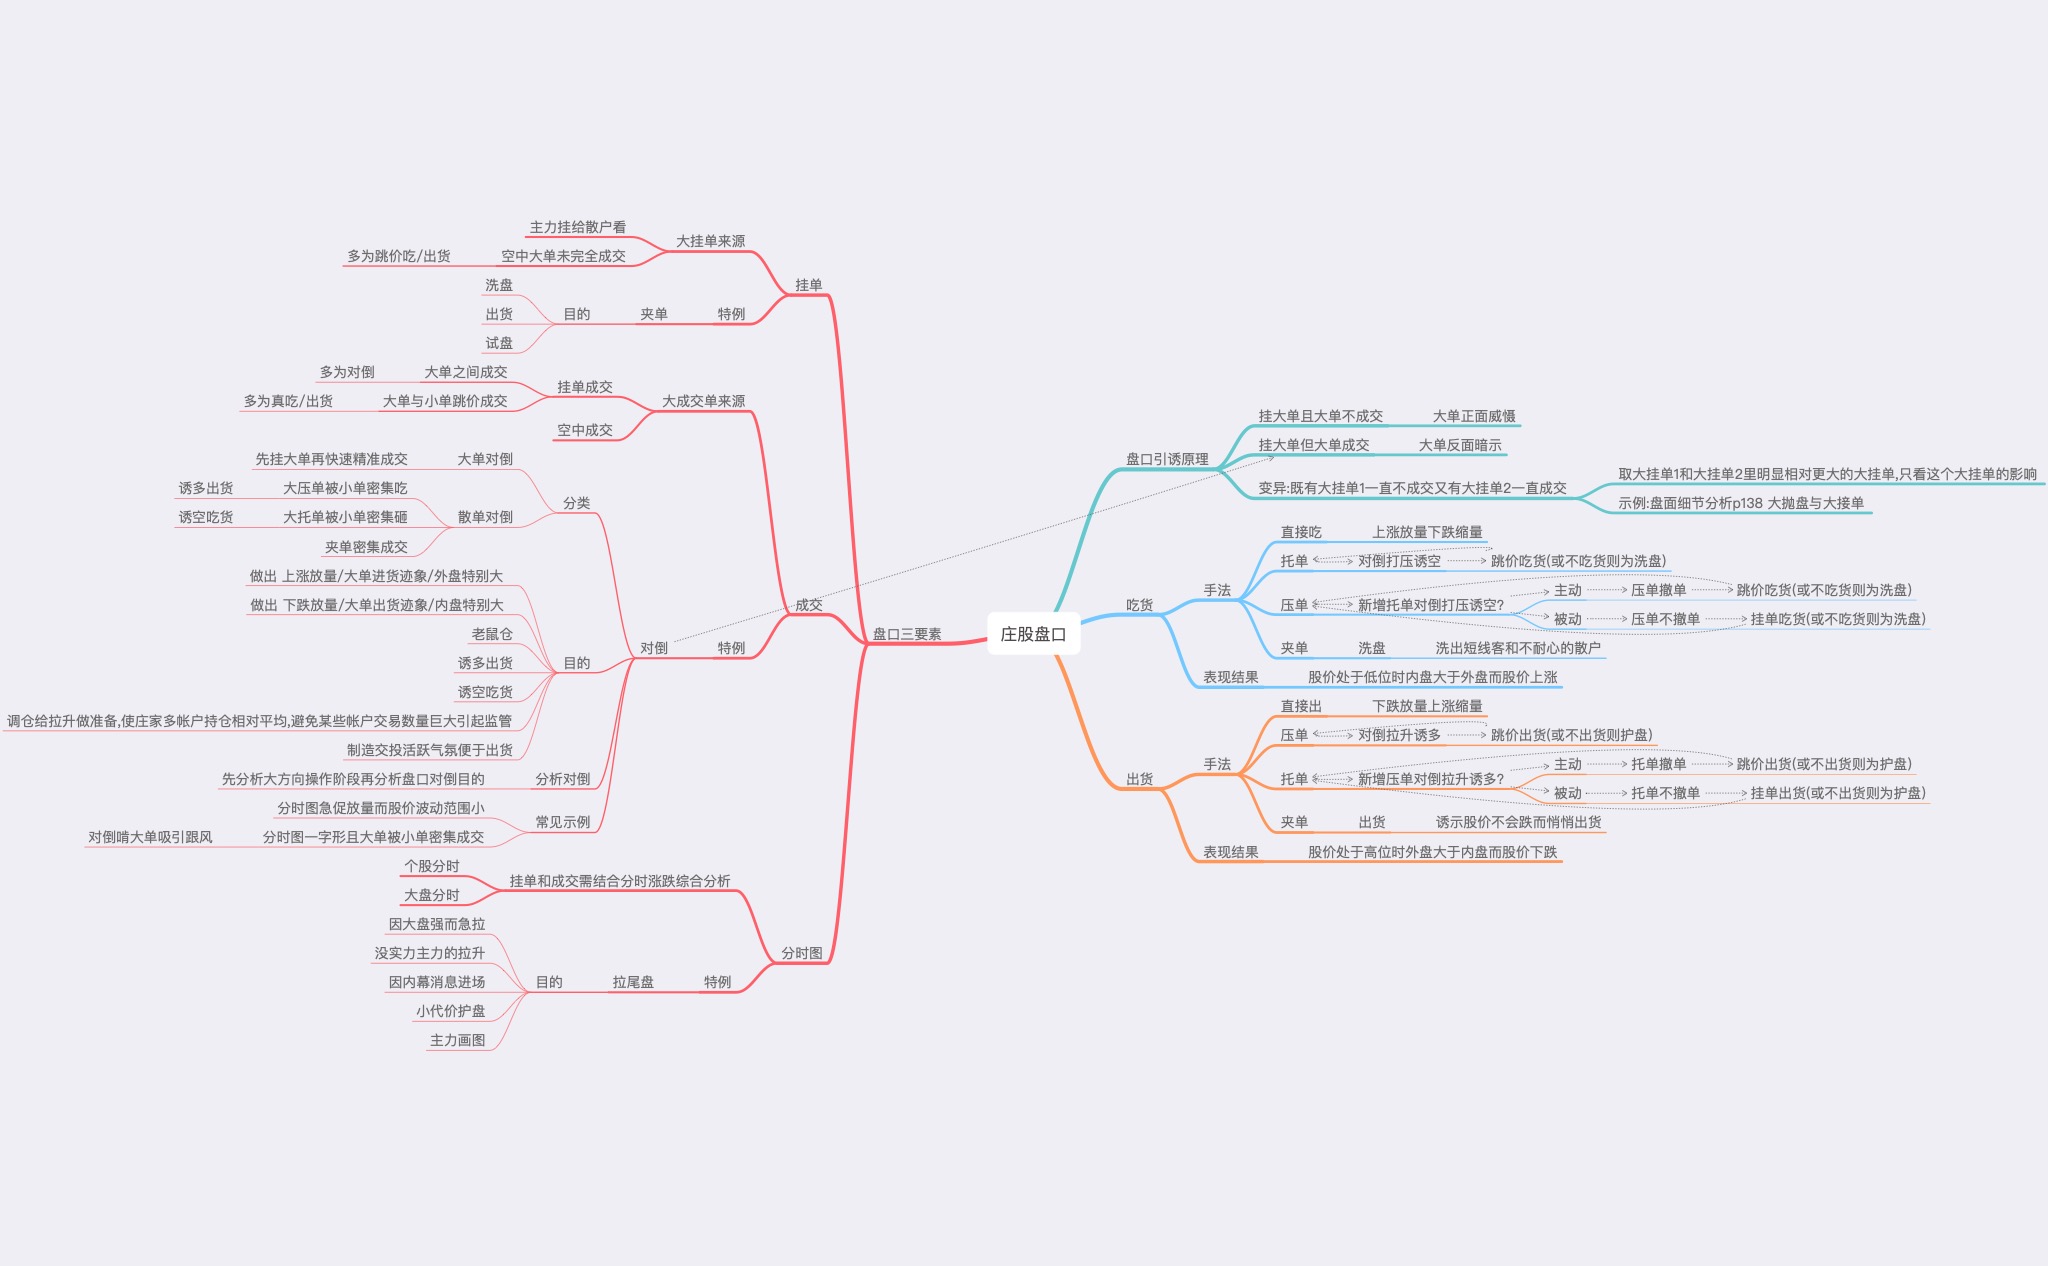 庄股盘口
盘口三要素
挂单
大挂单来源
主力挂给散户看
空中大单未完全成交
多为跳价吃/出货
特例
夹单
目的
洗盘
出货
试盘
成交
大成交单来源
挂单成交
大单之间成交
多为对倒
大单与小单跳价成交
多为真吃/出货
空中成交
特例
对倒
分类
大单对倒
先挂大单再快速精准成交
散单对倒
大压单被小单密集吃
诱多出货
大托单被小单密集砸
诱空吃货
夹单密集成交
目的
做出 上涨放量/大单进货迹象/外盘特别大
做出 下跌放量/大单出货迹象/内盘特别大
老鼠仓
诱多出货
诱空吃货
调仓给拉升做准备,使庄家多帐户持仓相对平均,避免某些帐户交易数量巨大引起监管
制造交投活跃气氛便于出货
分析对倒
先分析大方向操作阶段再分析盘口对倒目的
常见示例
分时图急促放量而股价波动范围小
分时图一字形且大单被小单密集成交
对倒啃大单吸引跟风
分时图
挂单和成交需结合分时涨跌综合分析
个股分时
大盘分时
特例
拉尾盘
目的
因大盘强而急拉
没实力主力的拉升
因内幕消息进场
小代价护盘
主力画图
盘口引诱原理
挂大单且大单不成交
大单正面威慑
挂大单但大单成交
大单反面暗示
变异:既有大挂单1一直不成交又有大挂单2一直成交
取大挂单1和大挂单2里明显相对更大的大挂单,只看这个大挂单的影响
示例:盘面细节分析p138 大抛盘与大接单
吃货
手法
直接吃
上涨放量下跌缩量
托单
对倒打压诱空
跳价吃货(或不吃货则为洗盘)
压单
新增托单对倒打压诱空?
主动
压单撤单
跳价吃货(或不吃货则为洗盘)
被动
压单不撤单
挂单吃货(或不吃货则为洗盘)
夹单
洗盘
洗出短线客和不耐心的散户
表现结果
股价处于低位时内盘大于外盘而股价上涨
出货
手法
直接出
下跌放量上涨缩量
压单
对倒拉升诱多
跳价出货(或不出货则护盘)
托单
新增压单对倒拉升诱多?
主动
托单撤单
跳价出货(或不出货则为护盘)
被动
托单不撤单
挂单出货(或不出货则为护盘)
夹单
出货
诱示股价不会跌而悄悄出货
表现结果
股价处于高位时外盘大于内盘而股价下跌